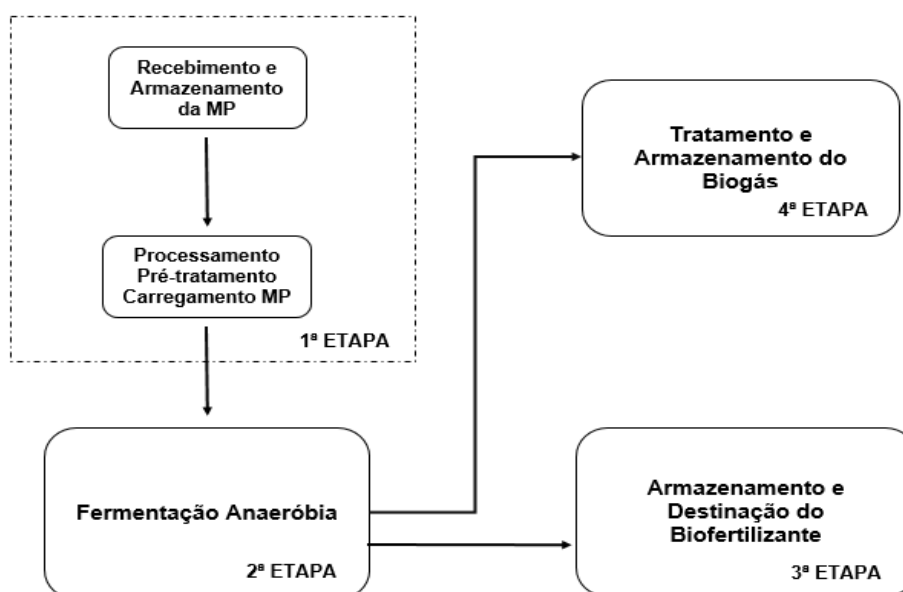 Recebimento e
Armazenamento
da MP
Processamento
Pré-tratamento
Carregamento MP
1ª ETAPA
Fermentação Anaeróbia
2ª ETAPA
Tratamento e
Armazenamento do
Biogás
4ª ETAPA
Armazenamento e
Destinação do
Biofertilizante
3ª ETAPA